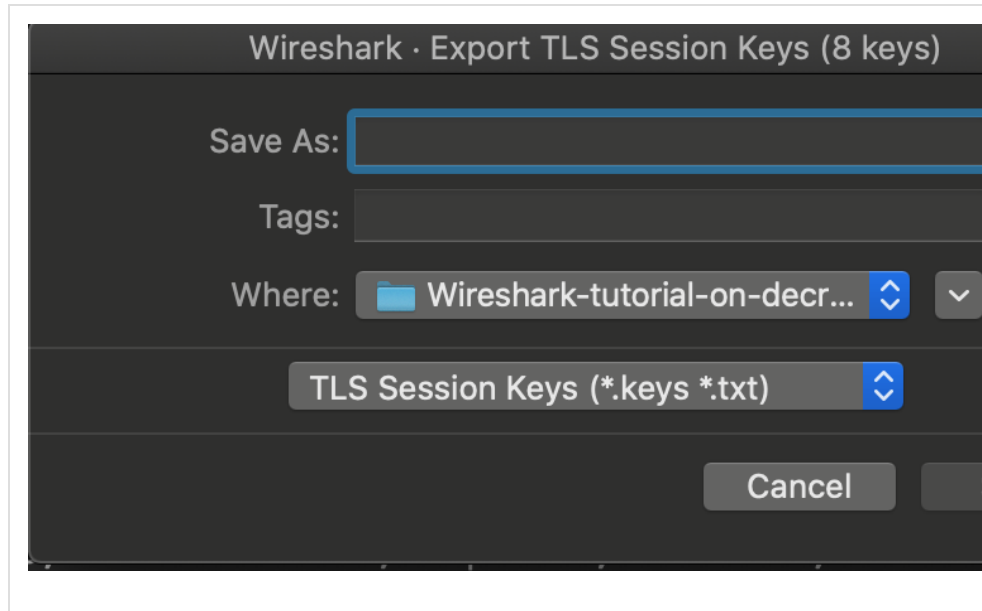 Wireshark · Export TLS Session Keys (8 keys)
Save As:
Tags:
Where: Wireshark-tutorial-on-decr...
TLS Session Keys (*.keys *.txt)
Cancel